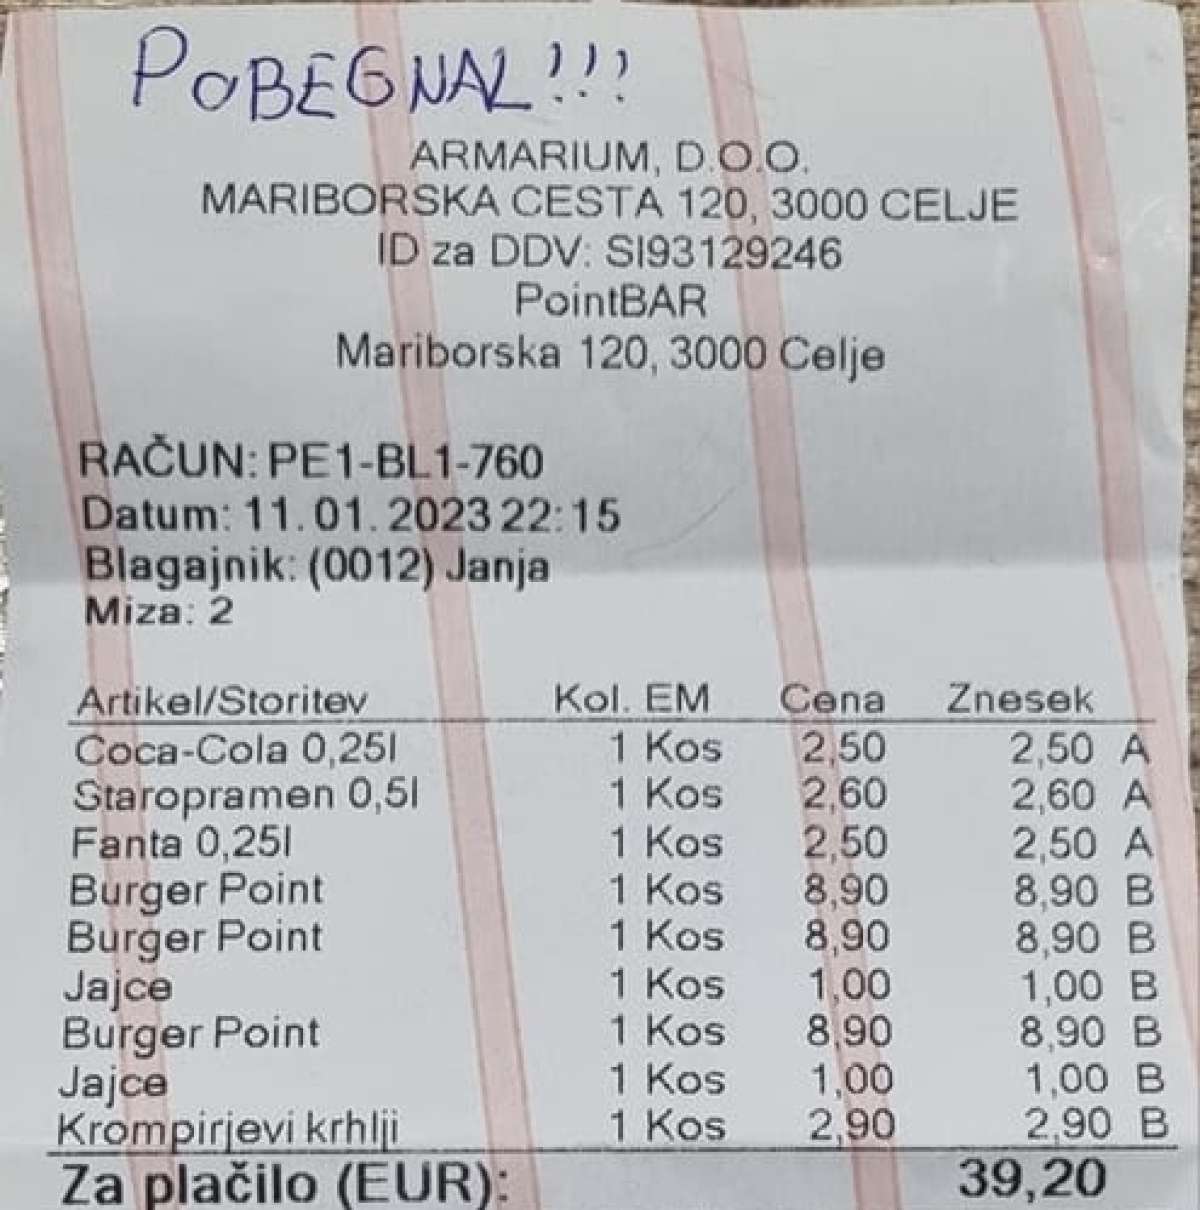 POBEGNAL!!!
ARMARIUM, D.O.O.
MARIBORSKA CESTA 120, 3000 CELJE
ID za DDV: SI93129246
PointBAR
Mariborska 120, 3000 Celje
RAČUN: PE1-BL1-760
Datum: 11.01.2023 22:15
Blagajnik: (0012) Janja
Miza: 2
Artikel/Storitev Kol. EM Cena Znesek
Coca-Cola 0,25l 1 Kos 2,50 2,50 A
Staropramen 0,5l 1 Kos 2,60 2,60 A
Fanta 0,25l 1 Kos 2,50 2,50 A
Burger Point 1 Kos 8,90 8,90 B
Burger Point 1 Kos 8,90 8,90 B
Jajce 1 Kos 1,00 1,00 B
Burger Point 1 Kos 8,90 8,90 B
Jajce 1 Kos 1,00 1,00 B
Krompirjevi krhlji 1 Kos 2,90 2,90 B
Za plačilo (EUR): 39,20